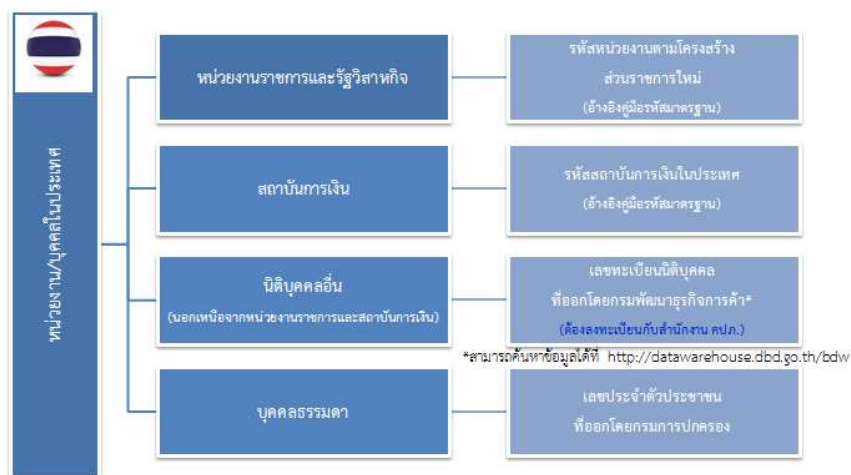 หน่วยงาน/บุคคลในประเทศ
หน่วยงานราชการและรัฐวิสาหกิจ
รหัสหน่วยงานตามโครงสร้าง
ส่วนราชการใหม่
(อ้างอิงคู่มือรหัสมาตรฐาน)
สถาบันการเงิน
รหัสสถาบันการเงินในประเทศ
(อ้างอิงคู่มือรหัสมาตรฐาน)
นิติบุคคลอื่น
(นอกเหนือจากหน่วยงานราชการและสถาบันการเงิน)
เลขทะเบียนนิติบุคคล
ที่ออกโดยกรมพัฒนาธุรกิจการค้า*
(ต้องลงทะเบียนกับสำนักงาน คปภ.)
*สามารถค้นหาข้อมูลได้ที่ http://datawarehouse.dbd.go.th/bdw
บุคคลธรรมดา
เลขประจำตัวประชาชน
ที่ออกโดยกรมการปกครอง